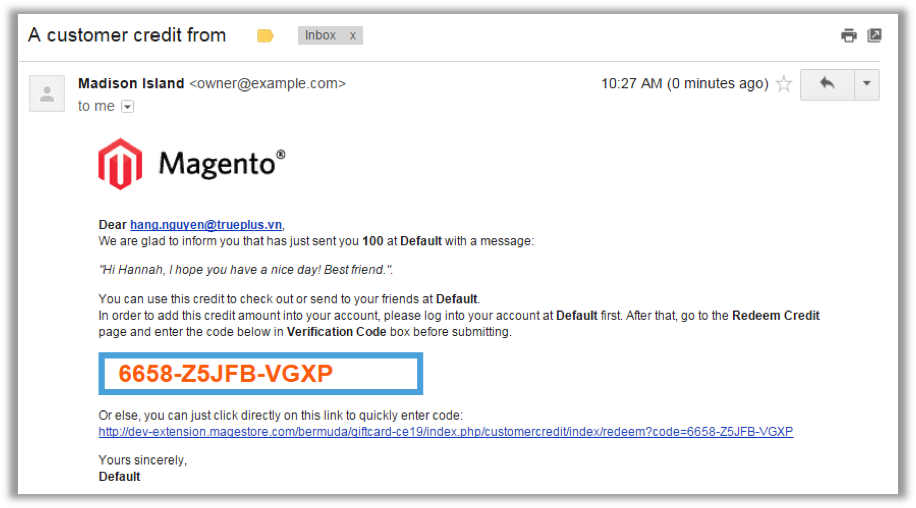 A customer credit from
Inbox x
Madison Island <owner@example.com>
10:27 AM (0 minutes ago)
to me
Magento®
Dear hang.nguyen@trueplus.vn,
We are glad to inform you that has just sent you 100 at Default with a message:
"Hi Hannah, I hope you have a nice day! Best friend.".
You can use this credit to check out or send to your friends at Default.
In order to add this credit amount into your account, please log into your account at Default first. After that, go to the Redeem Credit
page and enter the code below in Verification Code box before submitting.
6658-Z5JFB-VGXP
Or else, you can just click directly on this link to quickly enter code:
http://dev-extension.magestore.com/bermuda/giftcard-ce19/index.php/customercredit/index/redeem?code=6658-Z5JFB-VGXP
Yours sincerely,
Default